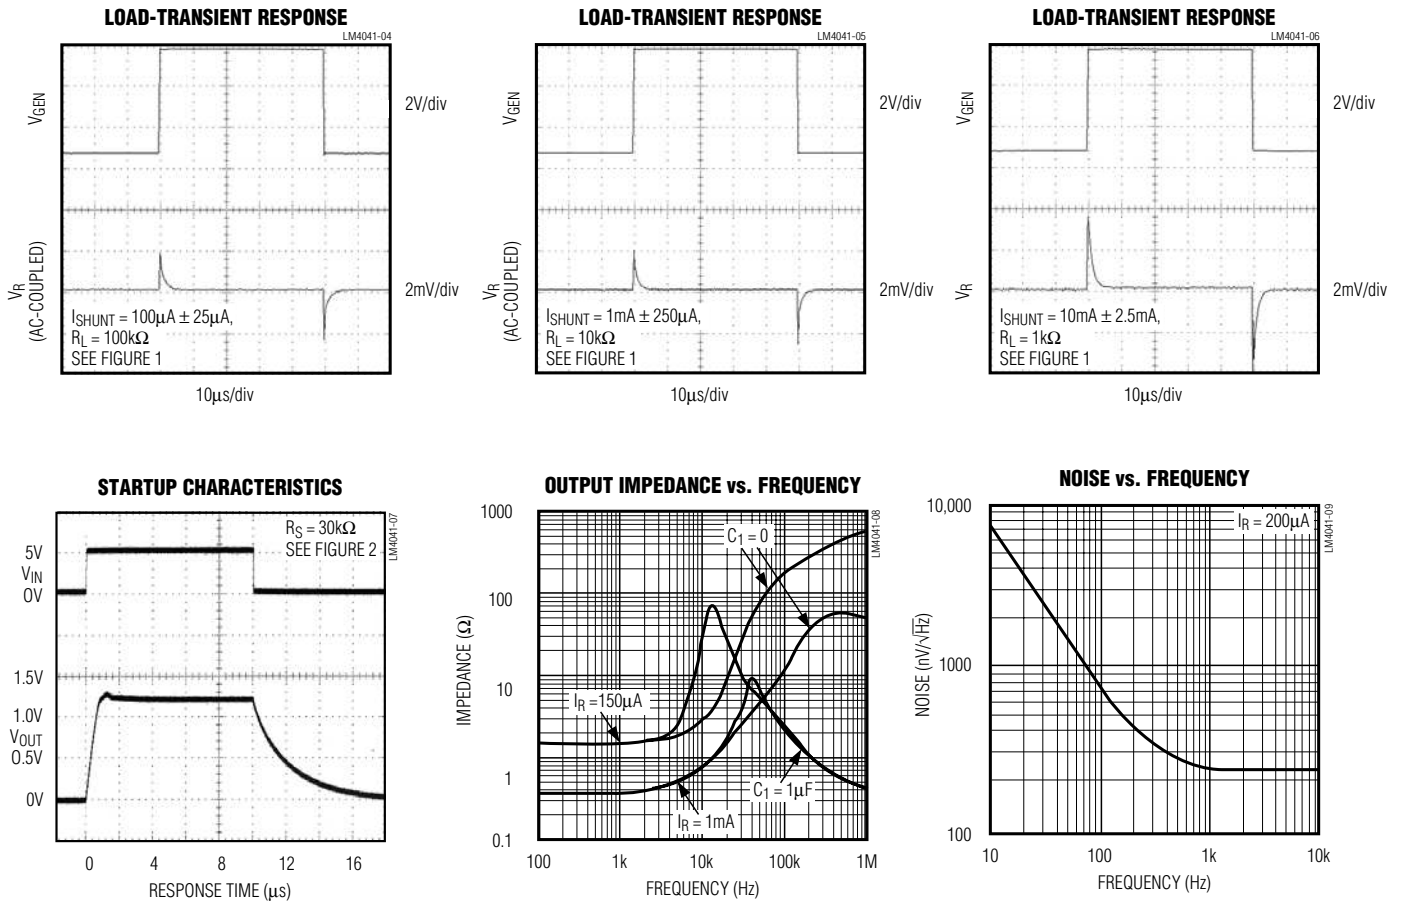 LOAD-TRANSIENT RESPONSE
LM4041-04
VGEN
2V/div
VR
(AC-COUPLED)
2mV/div
ISHUNT = 100µA ± 25µA,
RL = 100kΩ
SEE FIGURE 1
10µs/div
LOAD-TRANSIENT RESPONSE
LM4041-05
VGEN
2V/div
VR
(AC-COUPLED)
2mV/div
ISHUNT = 1mA ± 250µA,
RL = 10kΩ
SEE FIGURE 1
10µs/div
LOAD-TRANSIENT RESPONSE
LM4041-06
VGEN
2V/div
VR
2mV/div
ISHUNT = 10mA ± 2.5mA,
RL = 1kΩ
SEE FIGURE 1
10µs/div
STARTUP CHARACTERISTICS
LM4041-07
RS = 30kΩ
SEE FIGURE 2
5V
VIN
0V
1.5V
1.0V
VOUT
0.5V
0V
0 4 8 12 16
RESPONSE TIME (µs)
OUTPUT IMPEDANCE vs. FREQUENCY
LM4041-08
1000
100
10
1
0.1
IMPEDANCE (Ω)
C1 = 0
IR = 150µA
C1 = 1µF
IR = 1mA
100 1k 10k 100k 1M
FREQUENCY (Hz)
NOISE vs. FREQUENCY
LM4041-09
10,000
1000
100
NOISE (nV/√Hz)
IR = 200µA
10 100 1k 10k
FREQUENCY (Hz)